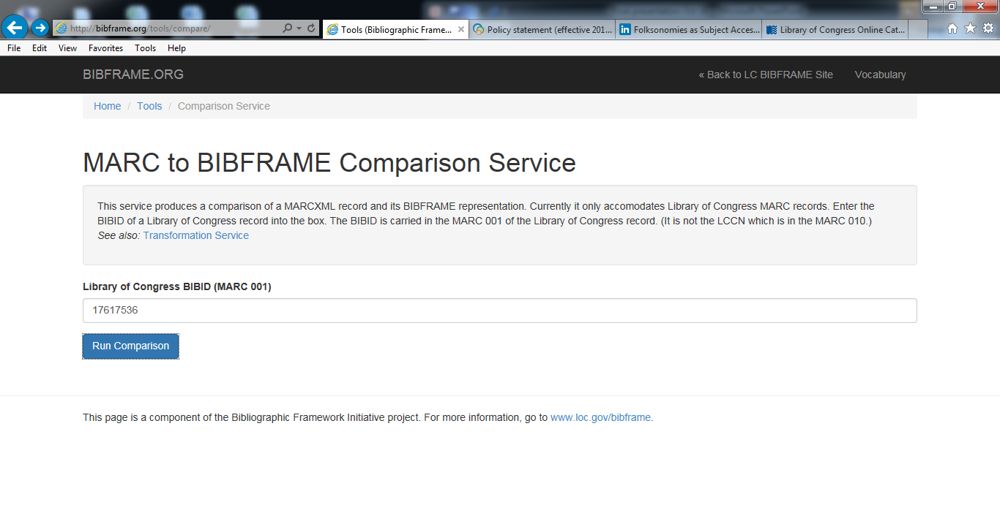 http://bibframe.org/tools/compare/
Tools (Bibliographic Frame...
Policy statement (effective 201...
Folksonomies as Subject Acces...
Library of Congress Online Cat...
File Edit View Favorites Tools Help
BIBFRAME.ORG
« Back to LC BIBFRAME Site
Vocabulary
Home / Tools / Comparison Service
MARC to BIBFRAME Comparison Service
This service produces a comparison of a MARCXML record and its BIBFRAME representation. Currently it only accomodates Library of Congress MARC records. Enter the
BIBID of a Library of Congress record into the box. The BIBID is carried in the MARC 001 of the Library of Congress record. (It is not the LCCN which is in the MARC 010.)
See also: Transformation Service
Library of Congress BIBID (MARC 001)
17617536
Run Comparison
This page is a component of the Bibliographic Framework Initiative project. For more information, go to www.loc.gov/bibframe.